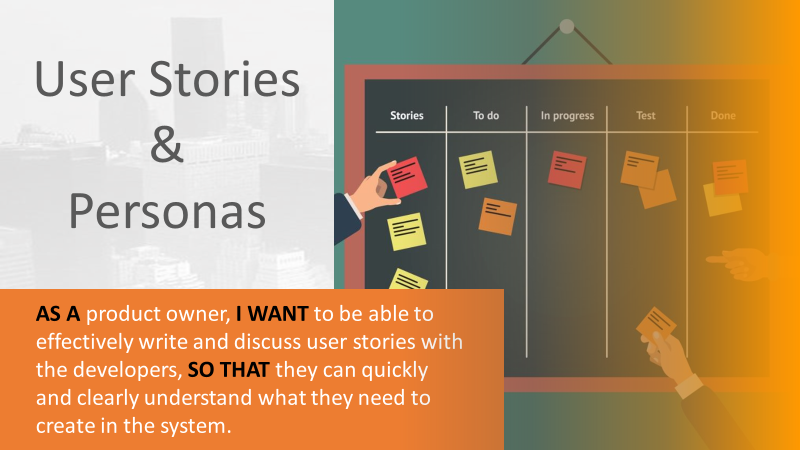 User Stories
&
Personas
Stories
To do
In progress
Test
Done
AS A product owner, I WANT to be able to
effectively write and discuss user stories with
the developers, SO THAT they can quickly
and clearly understand what they need to
create in the system.